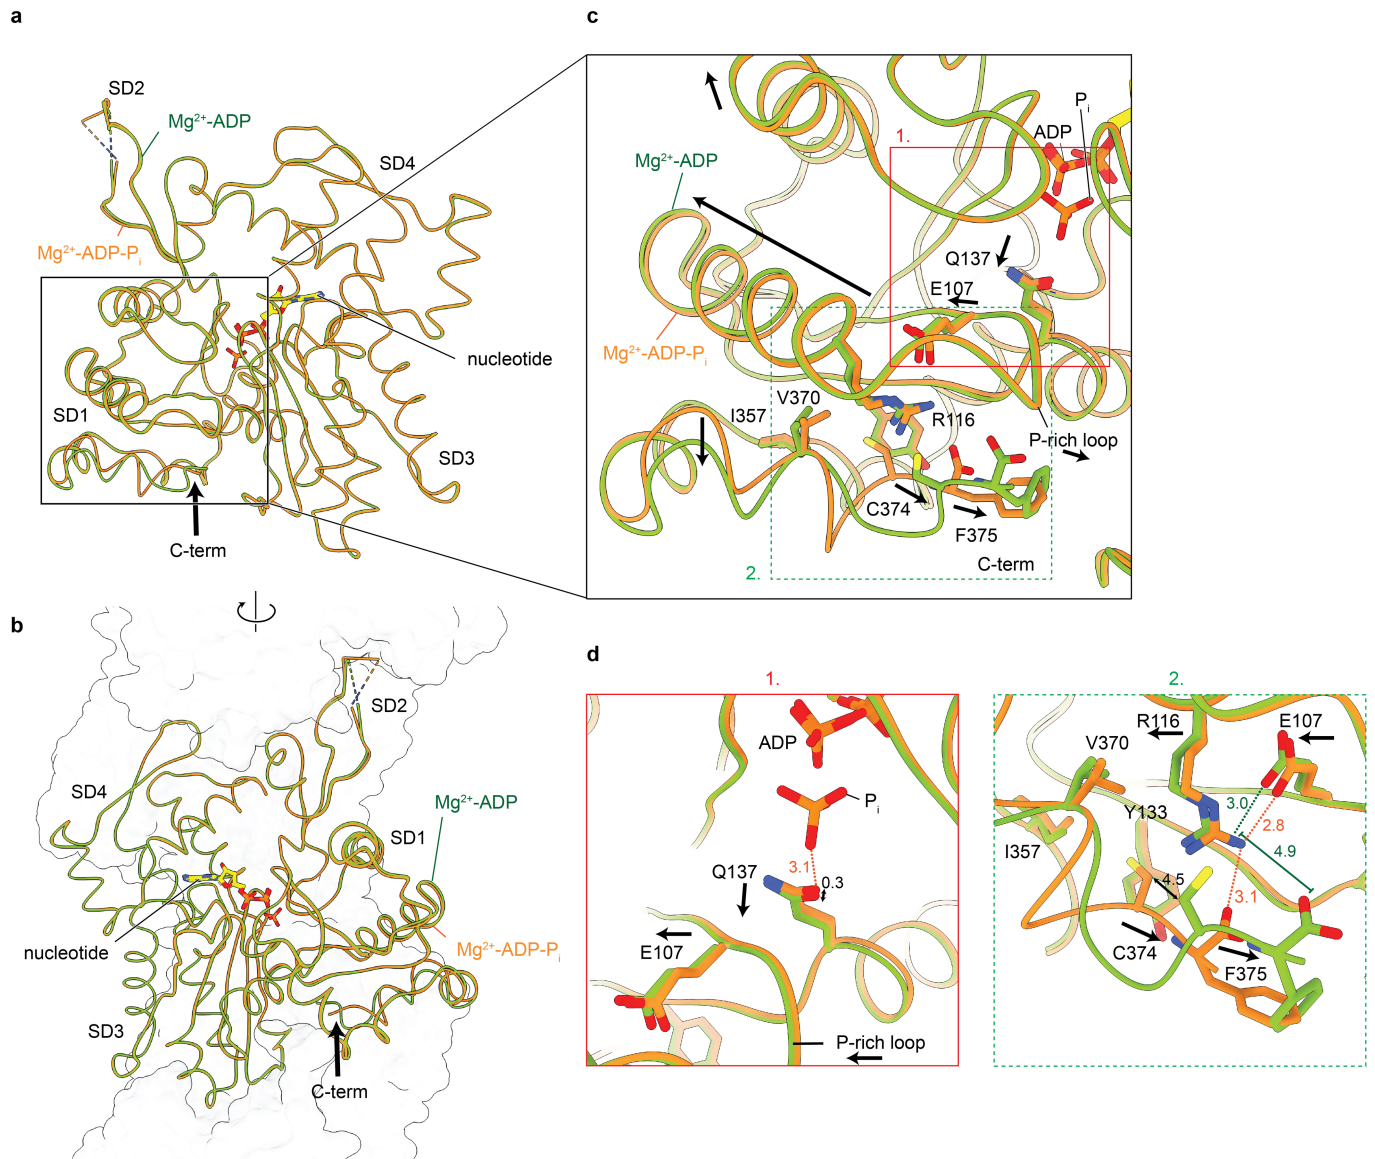 a
SD2
Mg²⁺-ADP
SD4
Mg²⁺-ADP-Pᵢ
nucleotide
SD1
SD3
C-term
b
SD2
SD4
Mg²⁺-ADP
SD1
nucleotide
Mg²⁺-ADP-Pᵢ
SD3
C-term
c
Pᵢ
ADP
1.
Mg²⁺-ADP
Q137
E107
Mg²⁺-ADP-Pᵢ
V370
I357
R116
P-rich loop
C374
F375
C-term
2.
d
1.
ADP
Pᵢ
3.1
Q137
0.3
E107
P-rich loop
2.
R116
E107
V370
3.0
Y133
2.8
4.9
I357
4.5
3.1
C374
F375